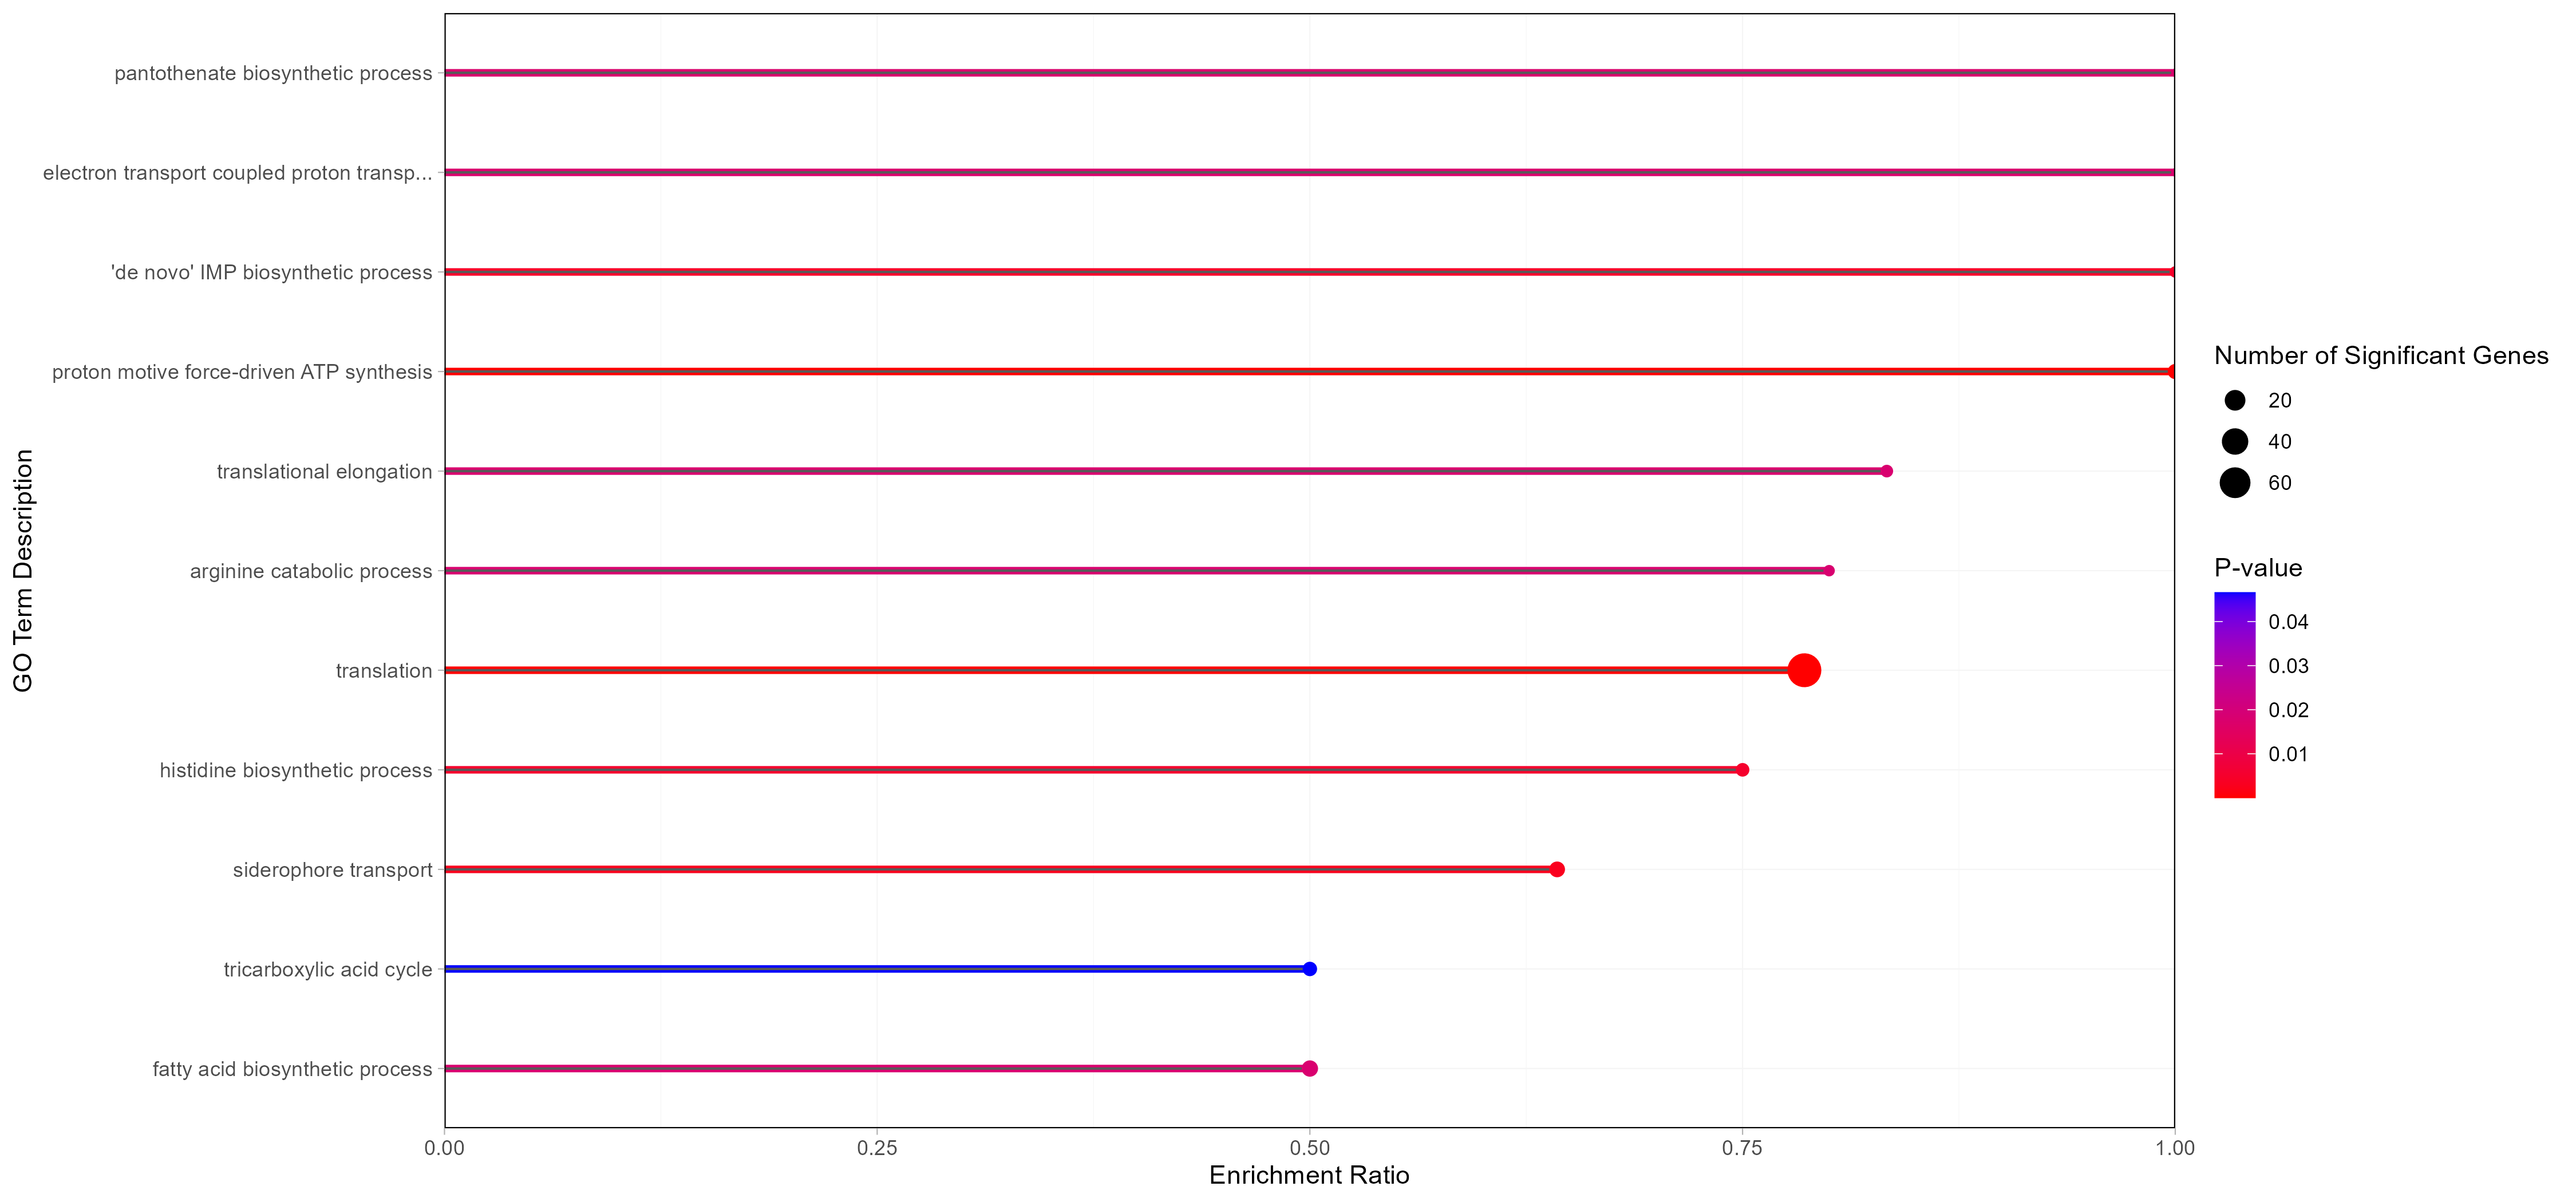 pantothenate biosynthetic process
electron transport coupled proton transp...
'de novo' IMP biosynthetic process
proton motive force-driven ATP synthesis
translational elongation
arginine catabolic process
translation
histidine biosynthetic process
siderophore transport
tricarboxylic acid cycle
fatty acid biosynthetic process
GO Term Description
0.00 0.25 0.50 0.75 1.00
Enrichment Ratio
Number of Significant Genes
20
40
60
P-value
0.04
0.03
0.02
0.01